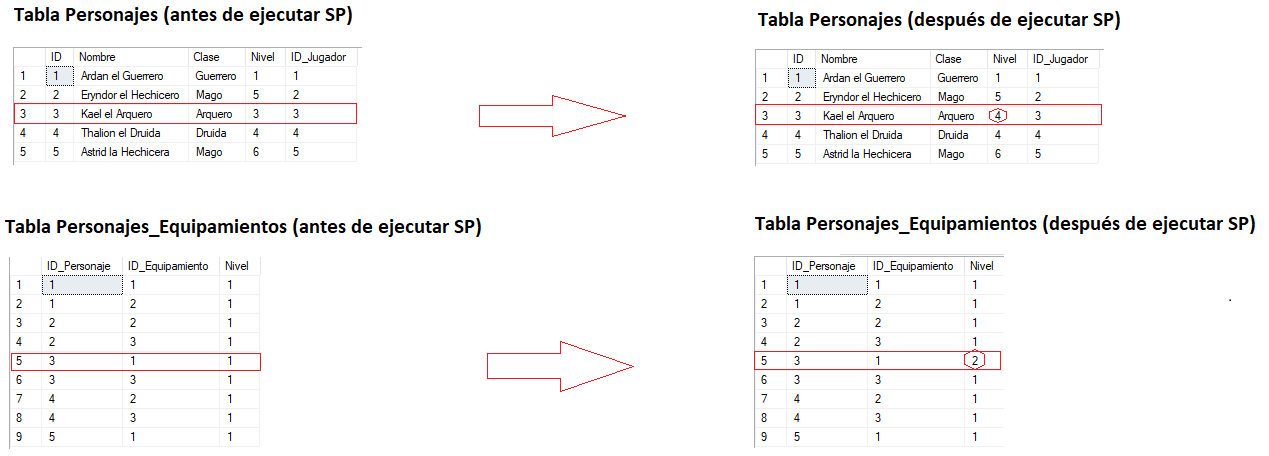 Tabla Personajes (antes de ejecutar SP)
ID Nombre Clase Nivel ID_Jugador
1 1 Ardan el Guerrero Guerrero 1 1
2 2 Eryndor el Hechicero Mago 5 2
3 3 Kael el Arquero Arquero 3 3
4 4 Thalion el Druida Druida 4 4
5 5 Astrid la Hechicera Mago 6 5
Tabla Personajes (después de ejecutar SP)
ID Nombre Clase Nivel ID_Jugador
1 1 Ardan el Guerrero Guerrero 1 1
2 2 Eryndor el Hechicero Mago 5 2
3 3 Kael el Arquero Arquero 4 3
4 4 Thalion el Druida Druida 4 4
5 5 Astrid la Hechicera Mago 6 5
Tabla Personajes_Equipamientos (antes de ejecutar SP)
ID_Personaje ID_Equipamiento Nivel
1 1 1 1
2 1 2 1
3 2 2 1
4 2 3 1
5 3 1 1
6 3 3 1
7 4 2 1
8 4 3 1
9 5 1 1
Tabla Personajes_Equipamientos (después de ejecutar SP)
ID_Personaje ID_Equipamiento Nivel
1 1 1 1
2 1 2 1
3 2 2 1
4 2 3 1
5 3 1 2
6 3 3 1
7 4 2 1
8 4 3 1
9 5 1 1
.